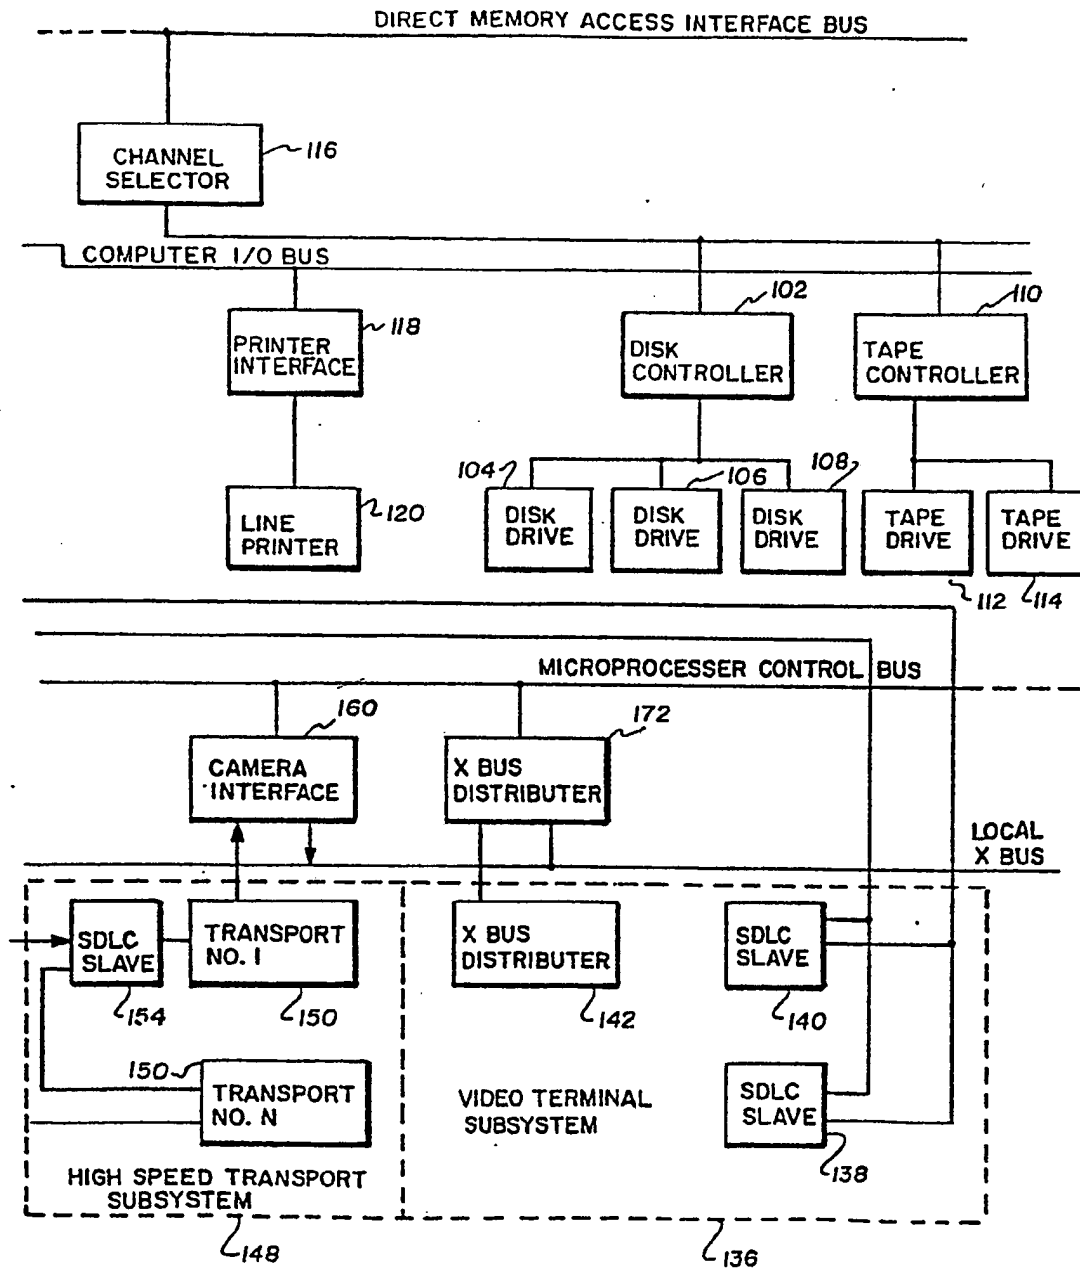 DIRECT MEMORY ACCESS INTERFACE BUS
CHANNEL
SELECTOR
116
COMPUTER I/O BUS
102
110
PRINTER
INTERFACE
118
DISK
CONTROLLER
TAPE
CONTROLLER
104
106
108
LINE
PRINTER
120
DISK
DRIVE
DISK
DRIVE
DISK
DRIVE
TAPE
DRIVE
TAPE
DRIVE
112
114
MICROPROCESSER CONTROL BUS
160
172
CAMERA
INTERFACE
X BUS
DISTRIBUTER
LOCAL
X BUS
SDLC
SLAVE
TRANSPORT
NO. 1
X BUS
DISTRIBUTER
SDLC
SLAVE
154
150
142
140
150
TRANSPORT
NO. N
VIDEO TERMINAL
SUBSYSTEM
SDLC
SLAVE
138
HIGH SPEED TRANSPORT
SUBSYSTEM
148
136